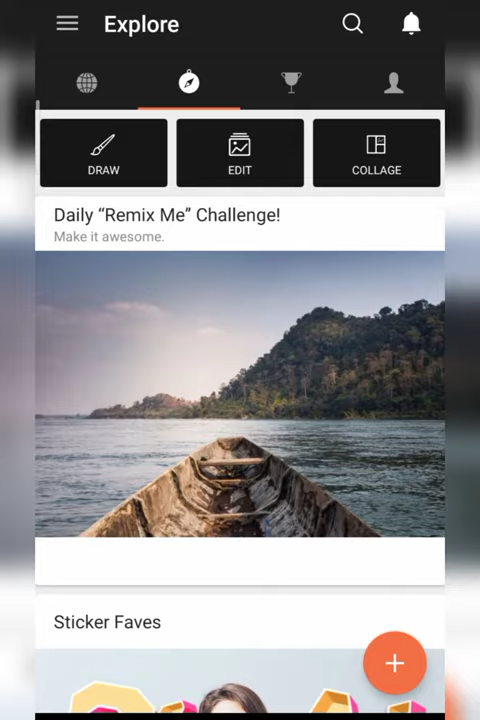 Explore
DRAW
EDIT
COLLAGE
Daily “Remix Me” Challenge!
Make it awesome.
Sticker Faves